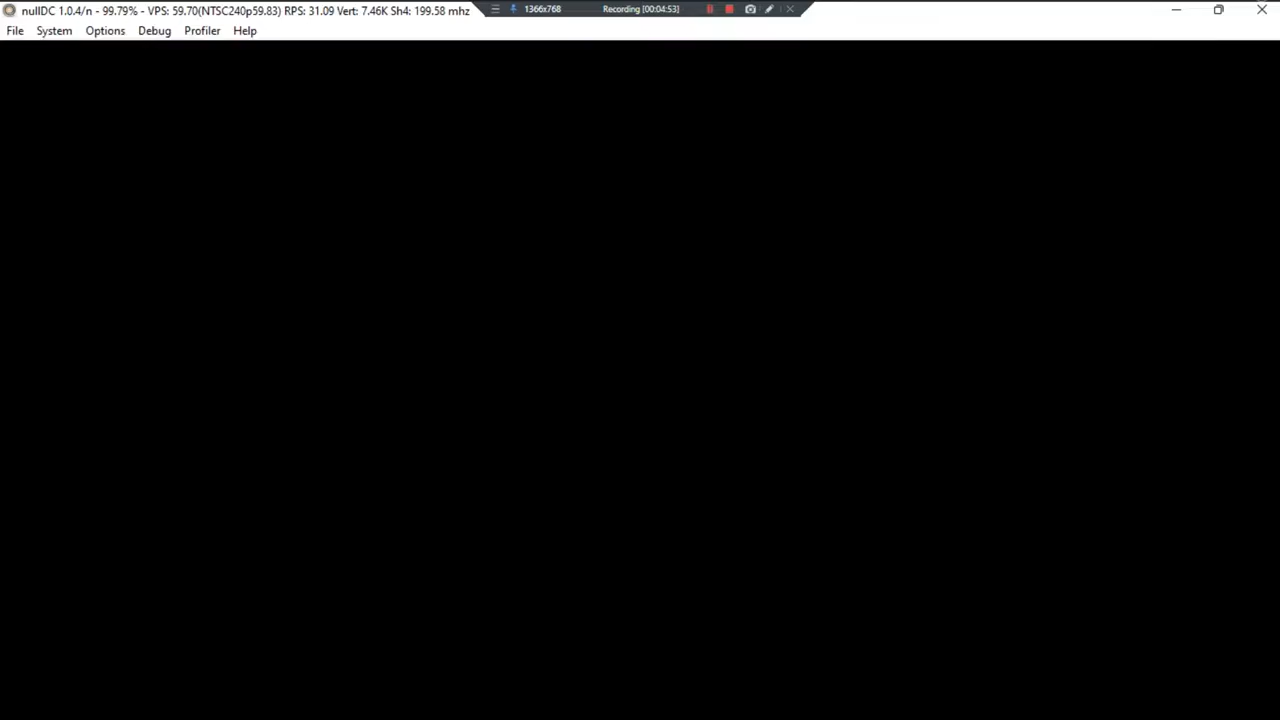 nullDC 1.0.4/n - 99.79% - VPS: 59.70(NTSC240p59.83) RPS: 31.09 Vert: 7.46K Sh4: 199.58 mhz
1366x768 Recording [00:04:53]
File System Options Debug Profiler Help